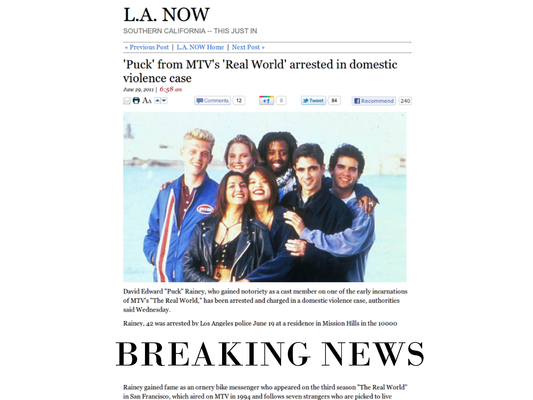 L.A. NOW
SOUTHERN CALIFORNIA -- THIS JUST IN
« Previous Post | L.A. NOW Home | Next Post »
'Puck' from MTV's 'Real World' arrested in domestic
violence case
June 29, 2011 | 6:58 am
AA Comments 12 +1 0 Tweet 84 Recommend 240
David Edward "Puck" Rainey, who gained notoriety as a cast member on one of the early incarnations
of MTV's "The Real World," has been arrested and charged in a domestic violence case, authorities
said Wednesday.
Rainey, 42 was arrested by Los Angeles police June 19 at a residence in Mission Hills in the 10000
BREAKING NEWS
Rainey gained fame as an ornery bike messenger who appeared on the third season "The Real World"
in San Francisco, which aired on MTV in 1994 and follows seven strangers who are picked to live